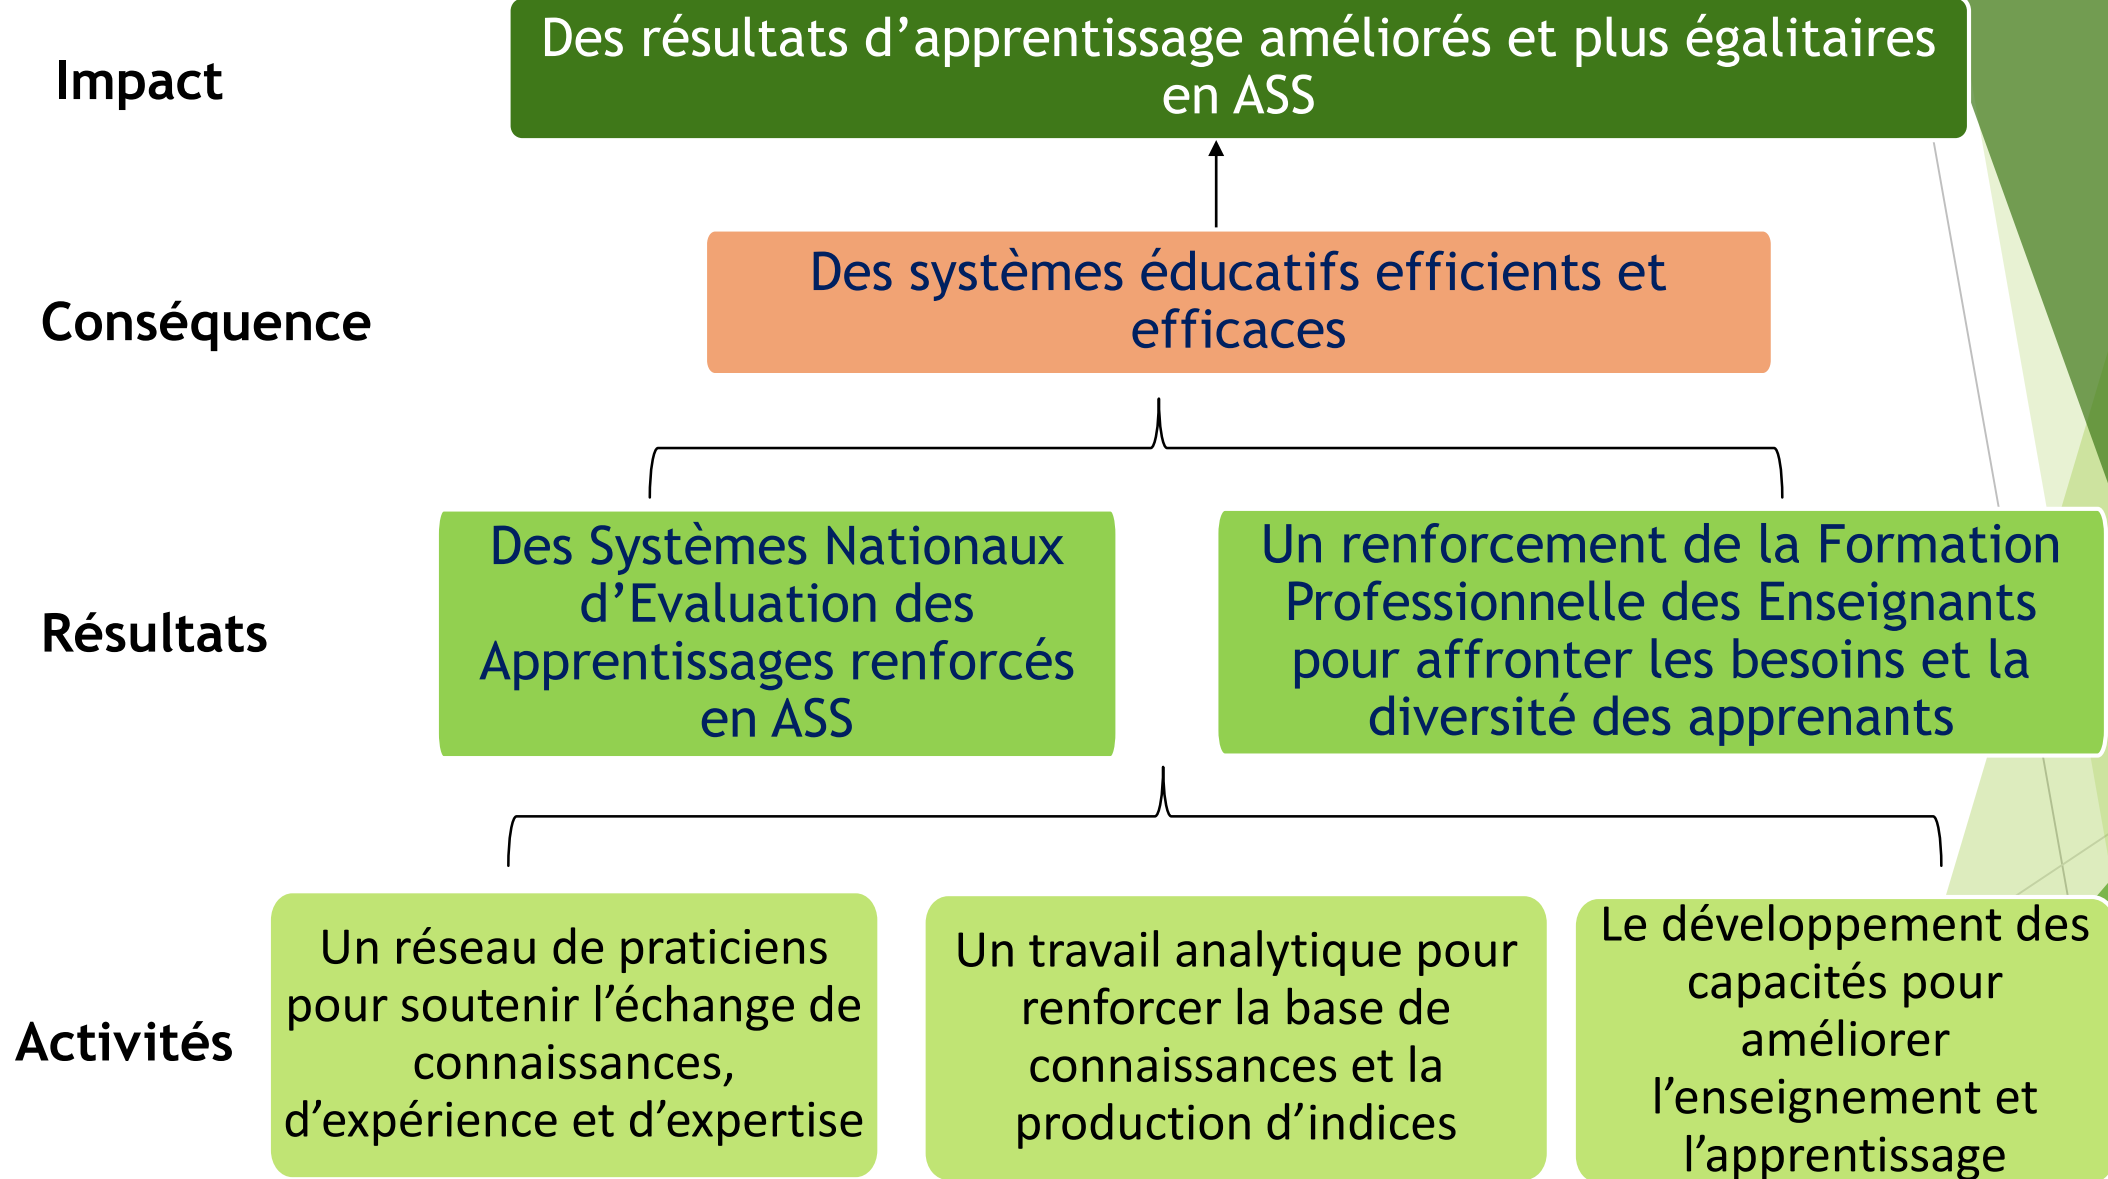 Impact
Des résultats d’apprentissage améliorés et plus égalitaires
en ASS
Conséquence
Des systèmes éducatifs efficients et
efficaces
Résultats
Des Systèmes Nationaux
d’Evaluation des
Apprentissages renforcés
en ASS
Un renforcement de la Formation
Professionnelle des Enseignants
pour affronter les besoins et la
diversité des apprenants
Activités
Un réseau de praticiens
pour soutenir l’échange de
connaissances,
d’expérience et d’expertise
Un travail analytique pour
renforcer la base de
connaissances et la
production d’indices
Le développement des
capacités pour
améliorer
l’enseignement et
l’apprentissage